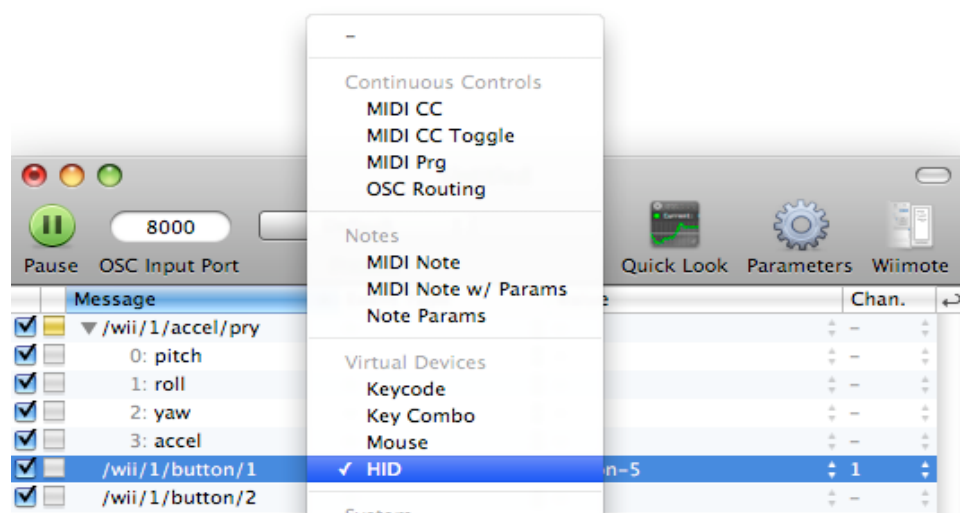 –
Continuous Controls
MIDI CC
MIDI CC Toggle
MIDI Prg
OSC Routing
Notes
MIDI Note
MIDI Note w/ Params
Note Params
Virtual Devices
Keycode
Key Combo
Mouse
✓ HID
System
8000
Pause
OSC Input Port
Current:
Quick Look
Parameters
Wiimote
Message
Chan.
/wii/1/accel/pry –
0: pitch –
1: roll –
2: yaw –
3: accel –
/wii/1/button/1 n-5 1
/wii/1/button/2 –